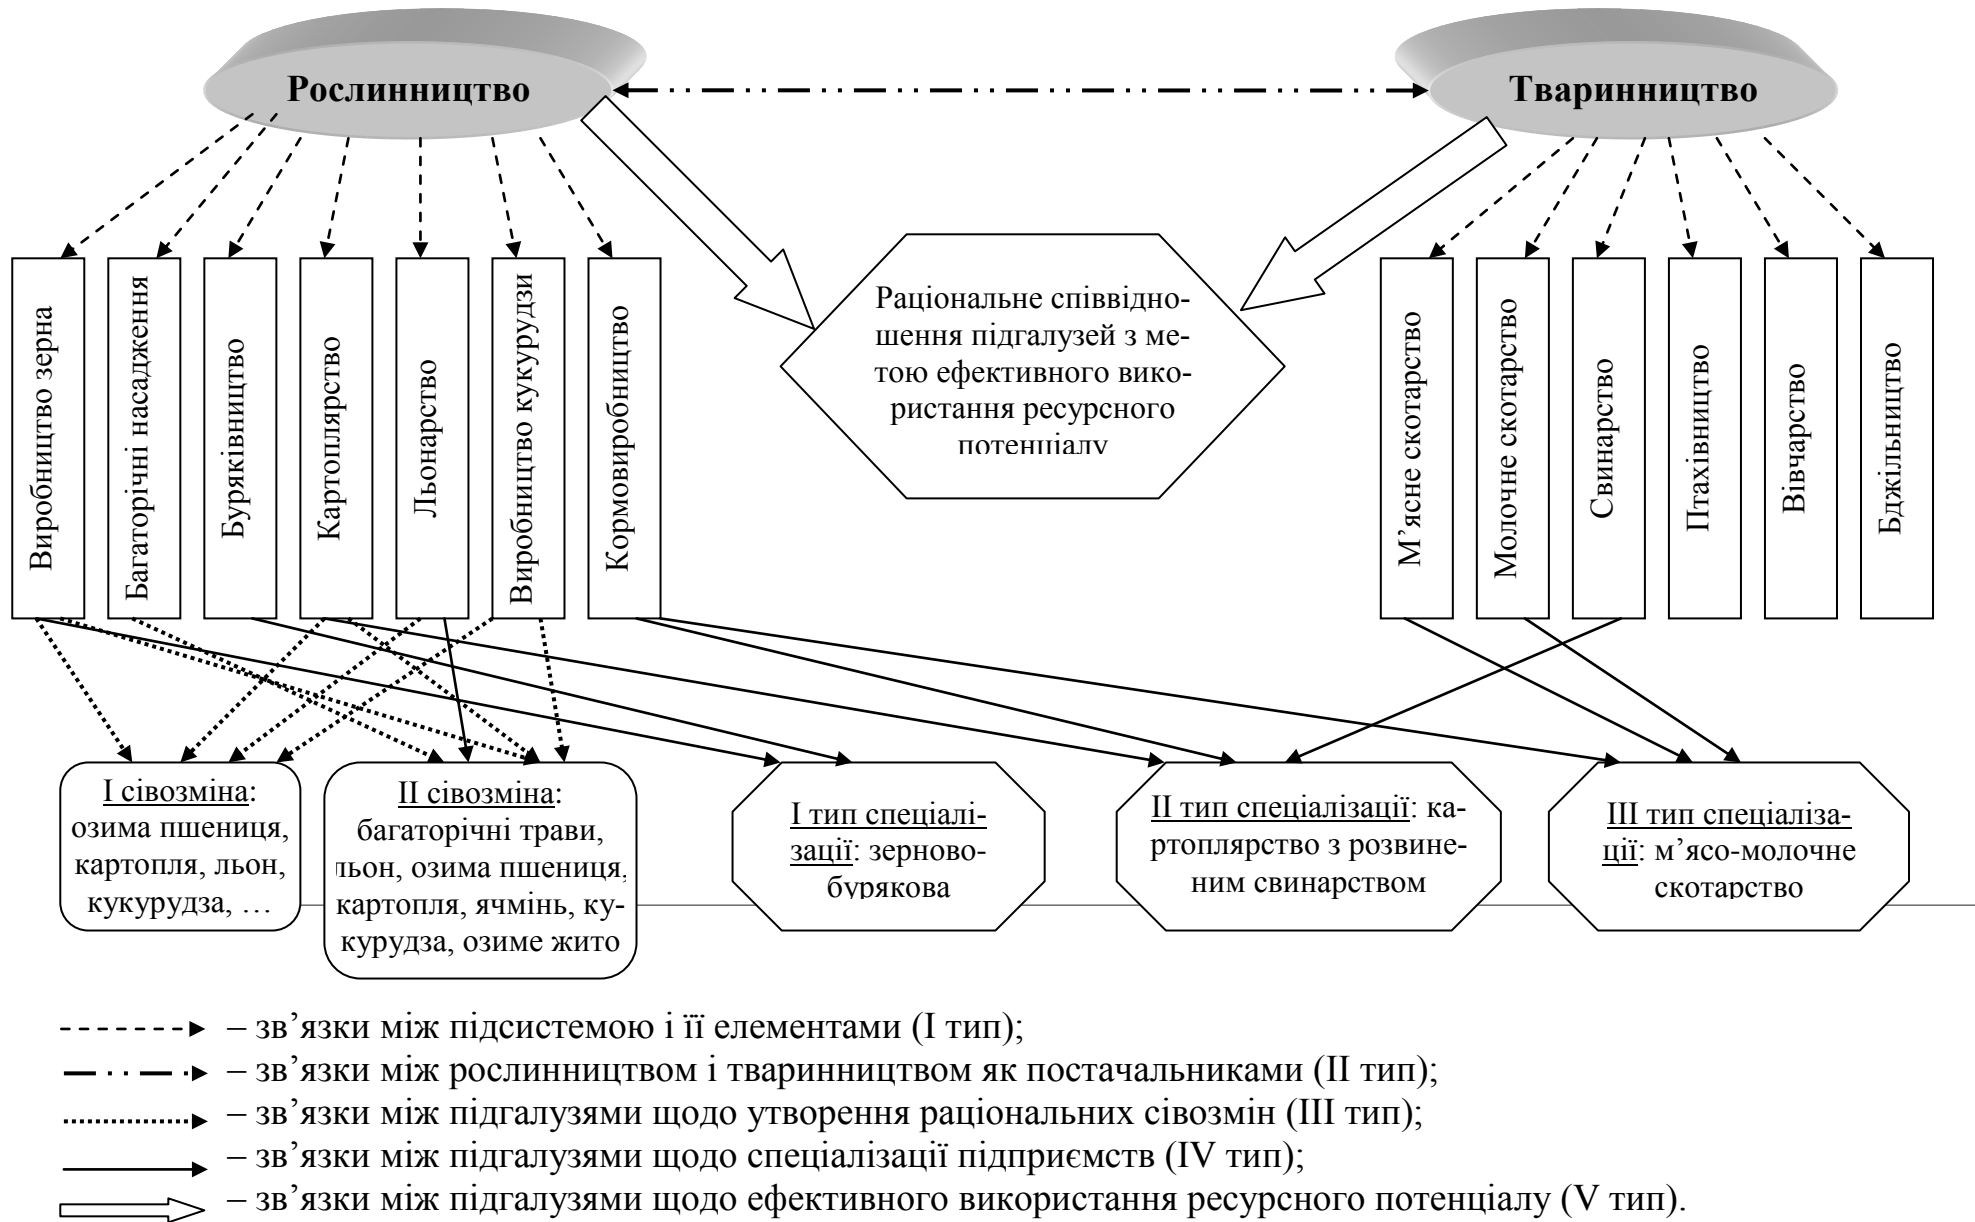 Рослинництво
Тваринництво
Виробництво зерна
Багаторічні насадження
Буряківництво
Картоплярство
Льонарство
Виробництво кукурудзи
Кормовиробництво
Раціональне співвідно-
шення підгалузей з ме-
тою ефективного вико-
ристання ресурсного
потенціалу
М’ясне скотарство
Молочне скотарство
Свинарство
Птахівництво
Вівчарство
Бджільництво
І сівозміна:
озима пшениця,
картопля, льон,
кукурудза, …
ІІ сівозміна:
багаторічні трави,
льон, озима пшениця,
картопля, ячмінь, ку-
курудза, озиме жито
І тип спеціалі-
зації: зерново-
бурякова
ІІ тип спеціалізації: ка-
ртоплярство з розвине-
ним свинарством
ІІІ тип спеціаліза-
ції: м’ясо-молочне
скотарство
– зв’язки між підсистемою і її елементами (І тип);
– зв’язки між рослинництвом і тваринництвом як постачальниками (ІІ тип);
– зв’язки між підгалузями щодо утворення раціональних сівозмін (ІІІ тип);
– зв’язки між підгалузями щодо спеціалізації підприємств (IV тип);
– зв’язки між підгалузями щодо ефективного використання ресурсного потенціалу (V тип).